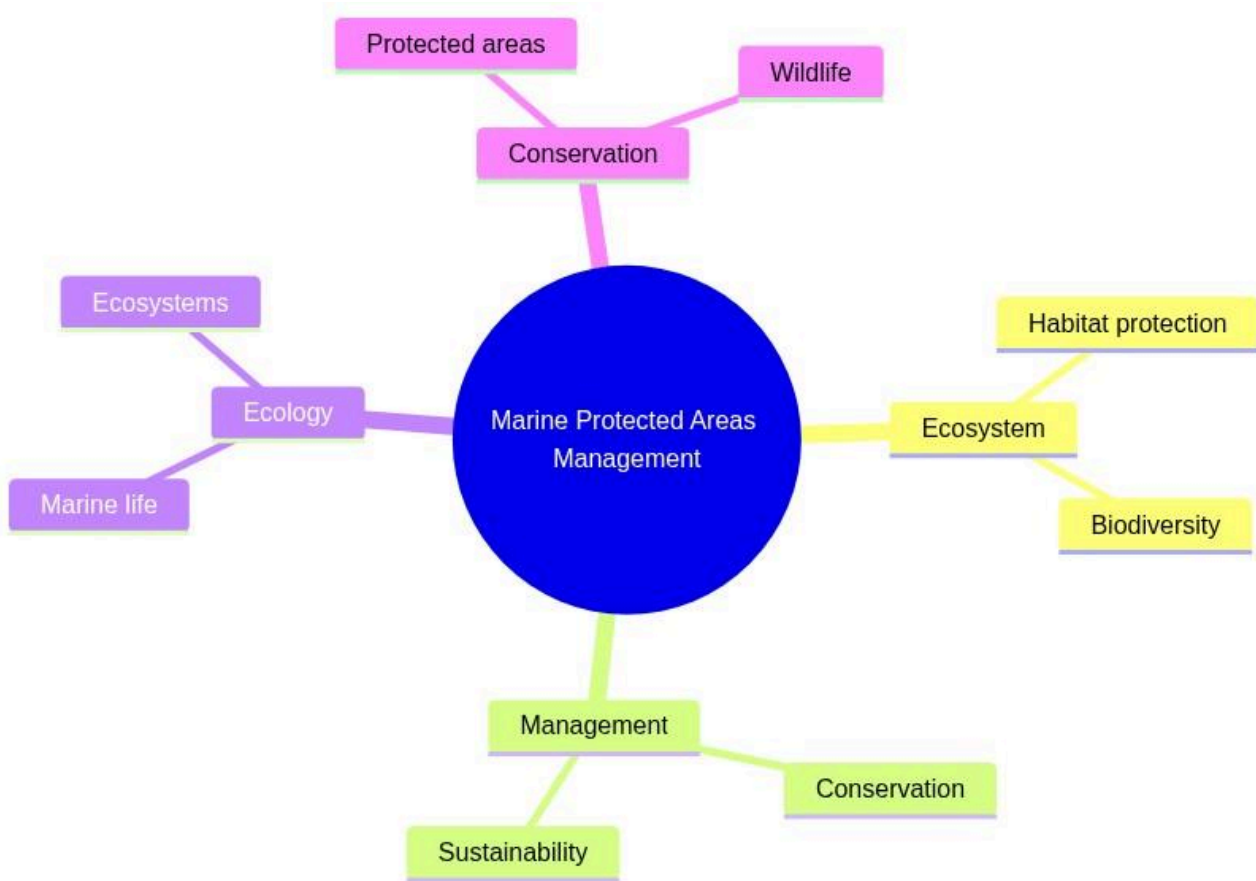 Protected areas
Wildlife
Conservation
Ecosystems
Habitat protection
Ecology
Marine Protected Areas
Management
Ecosystem
Marine life
Biodiversity
Management
Conservation
Sustainability